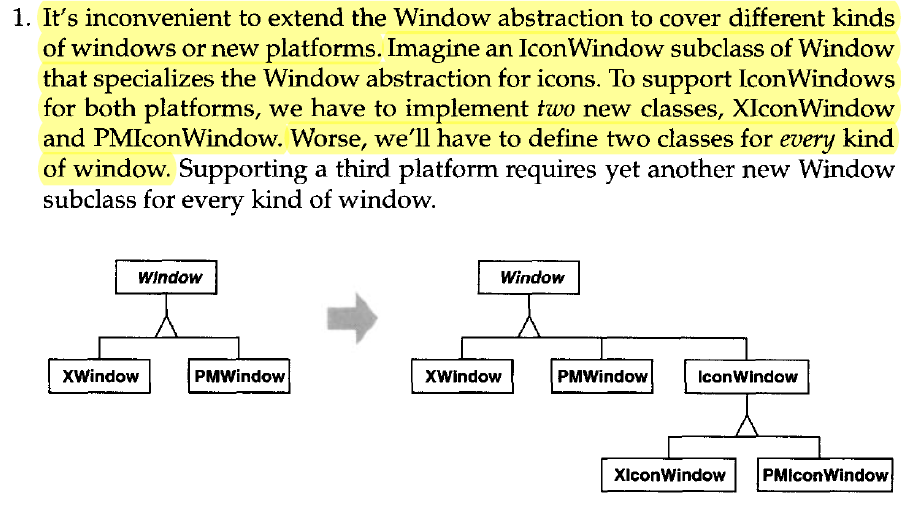 1. It's inconvenient to extend the Window abstraction to cover different kinds
of windows or new platforms. Imagine an IconWindow subclass of Window
that specializes the Window abstraction for icons. To support IconWindows
for both platforms, we have to implement two new classes, XIconWindow
and PMIconWindow. Worse, we'll have to define two classes for every kind
of window. Supporting a third platform requires yet another new Window
subclass for every kind of window.
Window
Window
XWindow
PMWindow
XWindow
PMWindow
IconWindow
XIconWindow
PMIconWindow